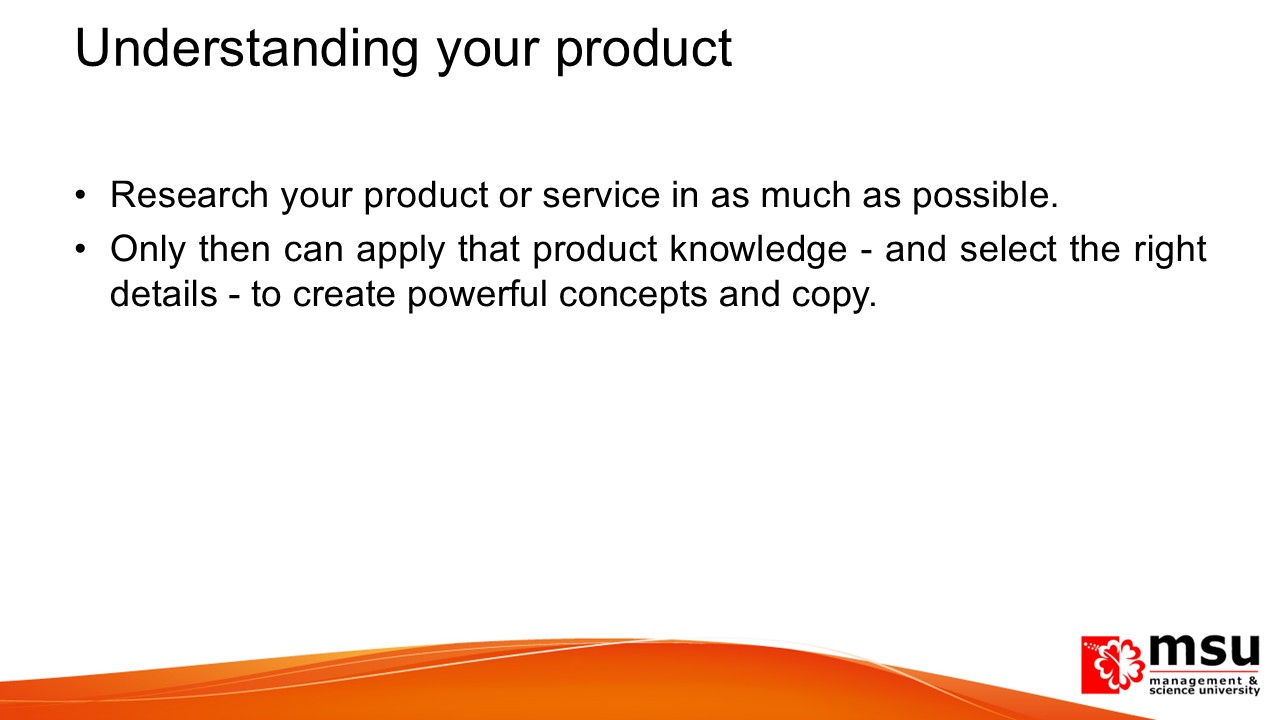 Understanding your product
• Research your product or service in as much as possible.
• Only then can apply that product knowledge - and select the right
details - to create powerful concepts and copy.
msu
management &
science university